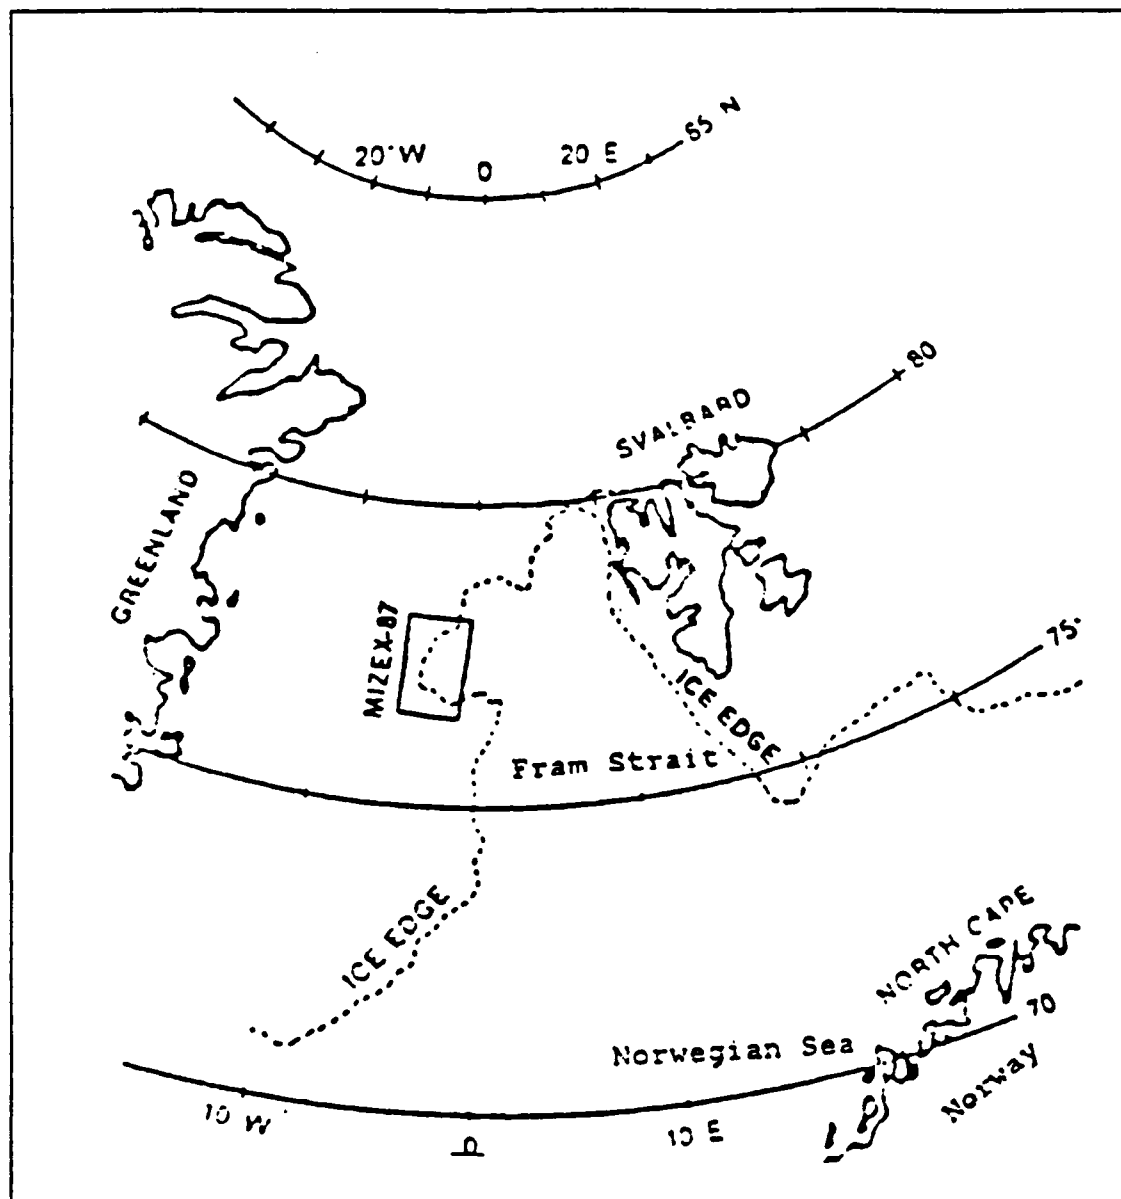 20° W
0
20 E
85 N
80
SVALBARD
GREENLAND
MIZEX-87
ICE EDGE
75°
Fram Strait
ICE EDGE
NORTH CAPE
70
Norwegian Sea
Norway
10 W
0
10 E